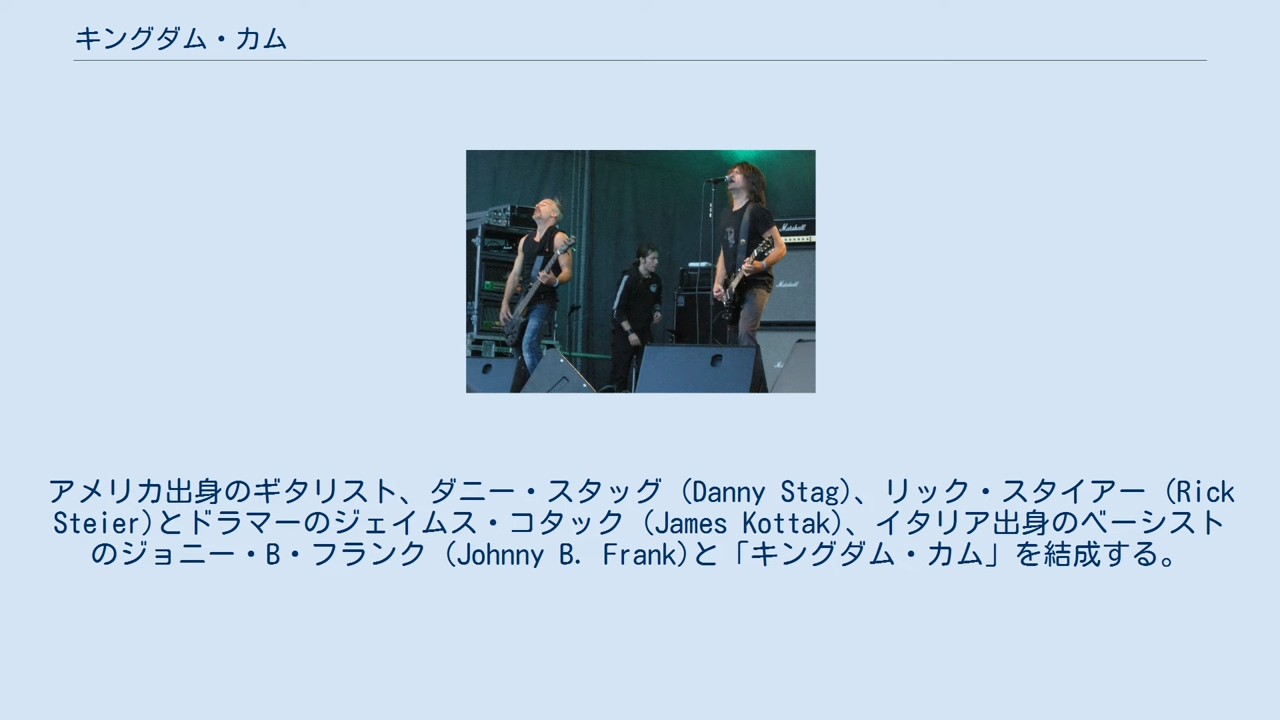 キングダム・カム
Marshall
Marshall
アメリカ出身のギタリスト、ダニー・スタッグ (Danny Stag)、リック・スタイアー (Rick
Steier)とドラマーのジェイムス・コタック (James Kottak)、イタリア出身のベーシスト
のジョニー・B・フランク (Johnny B. Frank)と「キングダム・カム」を結成する。